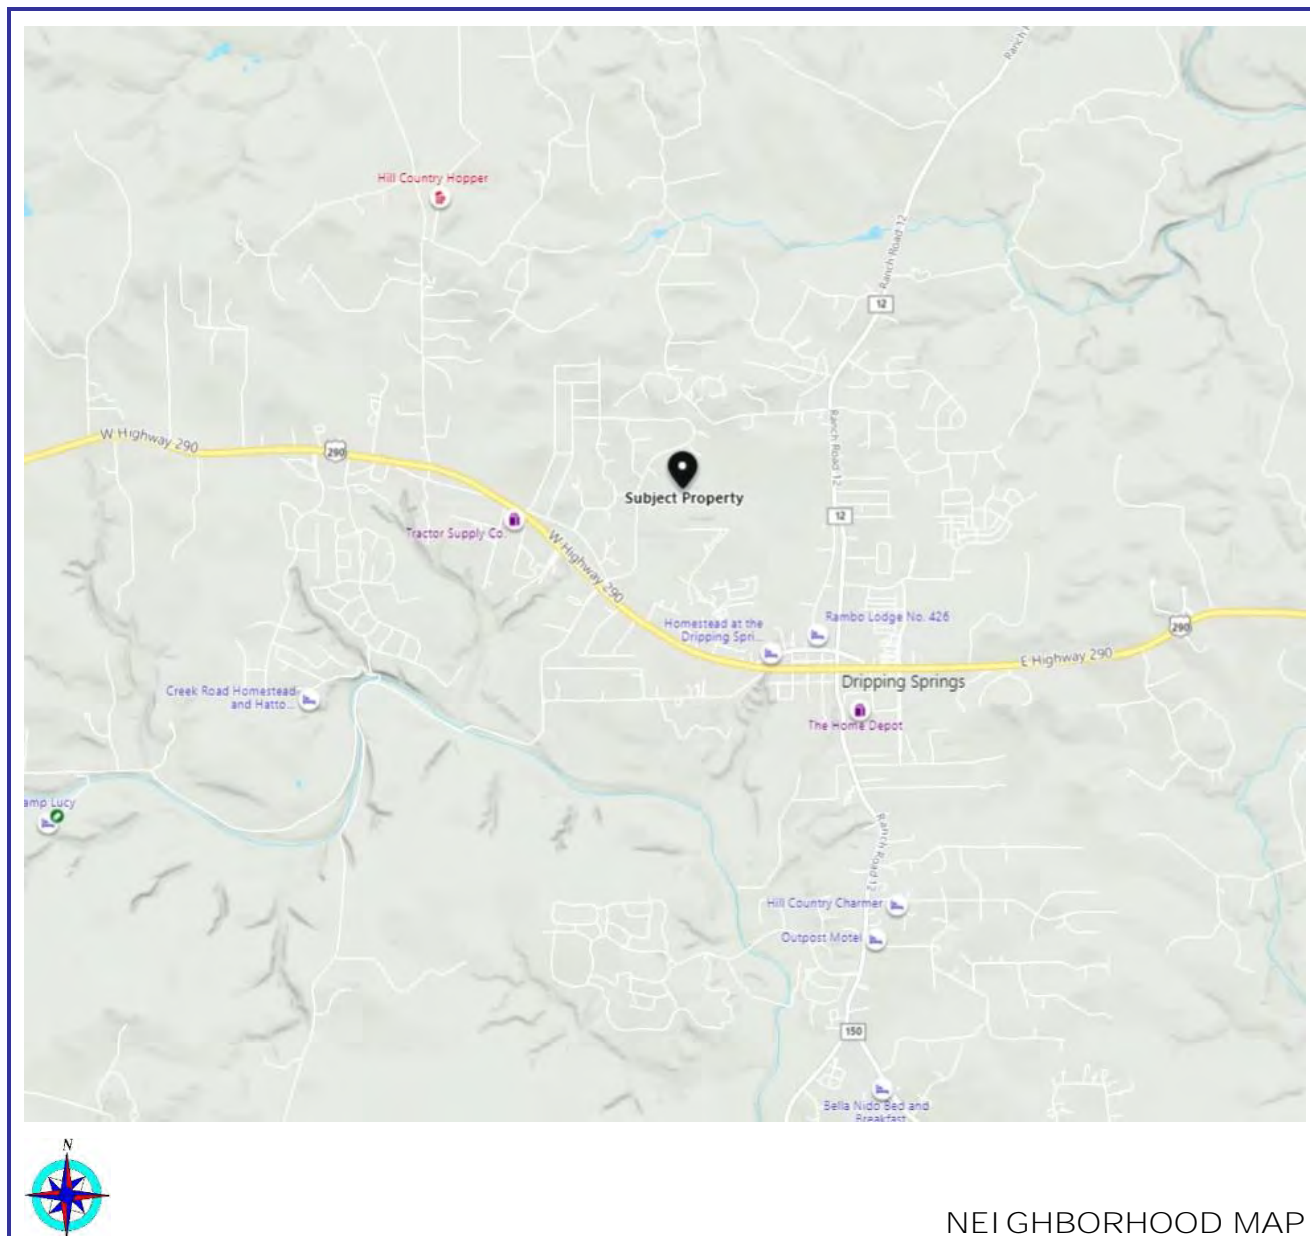 Ranch R
Hill Country Hopper
Ranch Road 12
12
W Highway 290
290
Ranch Road 12
Subject Property
12
Tractor Supply Co.
W Highway 290
Homestead at the
Dripping Spri...
Rambo Lodge No. 426
290
E Highway 290
Dripping Springs
Creek Road Homestead
and Hatto...
The Home Depot
amp Lucy
Ranch Road 12
Hill Country Charmer
Outpost Motel
150
Bella Nido Bed and
Breakfast
N
NEIGHBORHOOD MAP